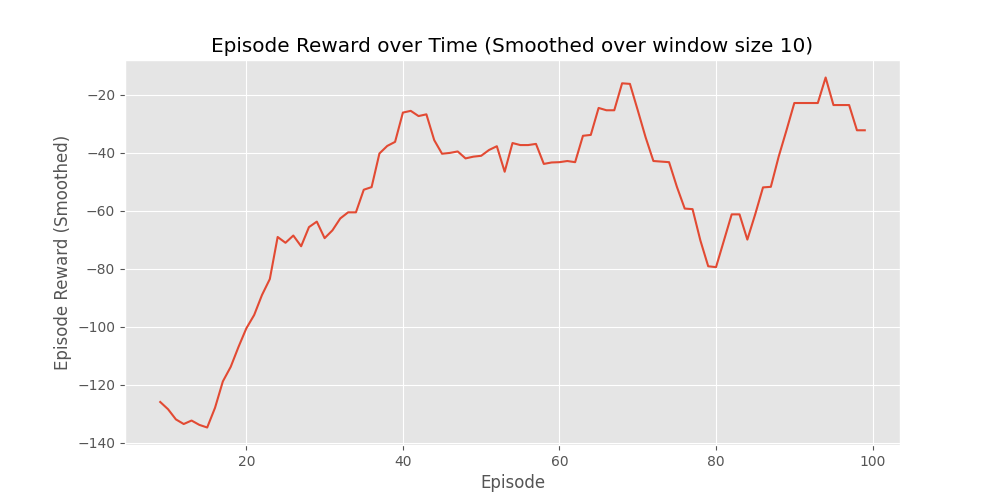 Episode Reward over Time (Smoothed over window size 10)
Episode Reward (Smoothed)
−20
−40
−60
−80
−100
−120
−140
20 40 60 80 100
Episode